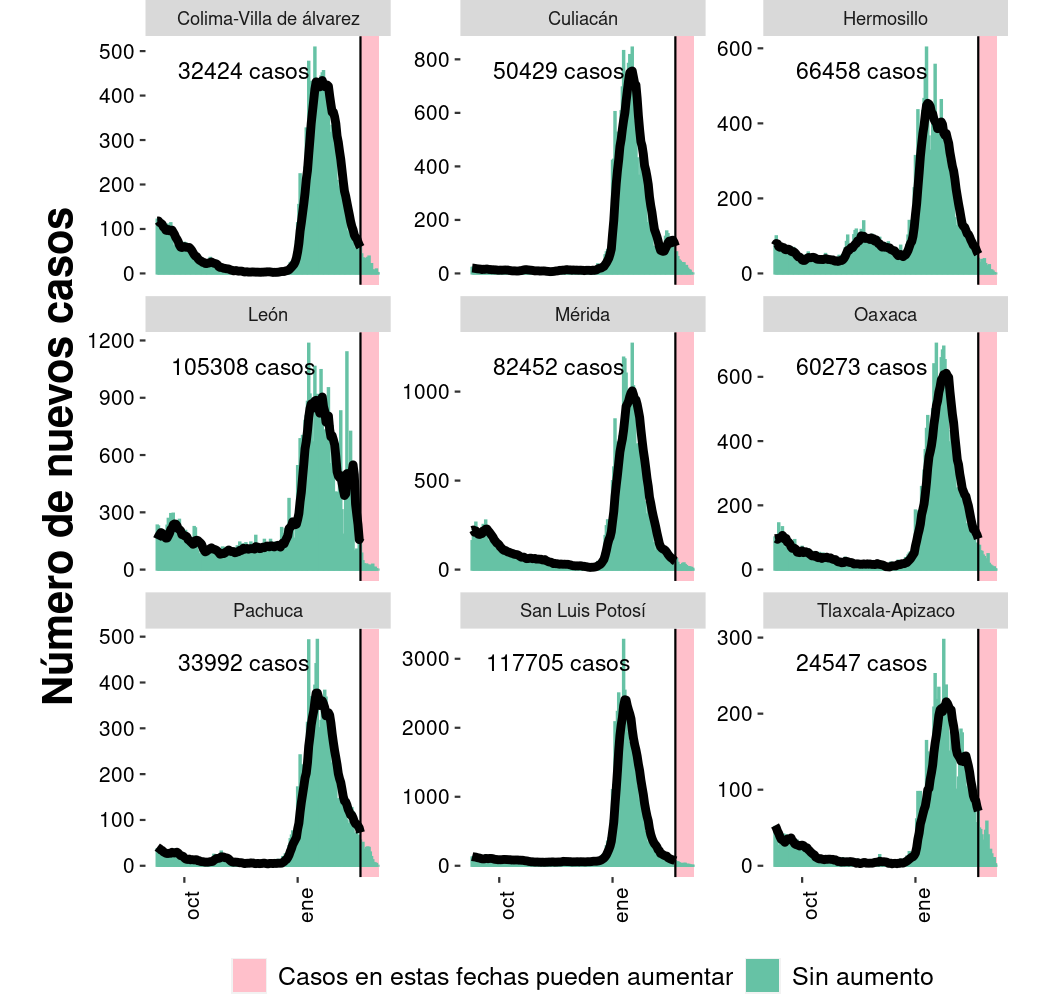 Número de nuevos casos
Colima-Villa de álvarez
Culiacán
Hermosillo
500
400
300
200
100
0
32424 casos
800
600
400
200
0
50429 casos
600
400
200
0
66458 casos
León
Mérida
Oaxaca
1200
900
600
300
0
105308 casos
1000
500
0
82452 casos
600
400
200
0
60273 casos
Pachuca
San Luis Potosí
Tlaxcala-Apizaco
500
400
300
200
100
0
33992 casos
3000
2000
1000
0
117705 casos
300
200
100
0
24547 casos
oct
ene
oct
ene
oct
ene
Casos en estas fechas pueden aumentar
Sin aumento